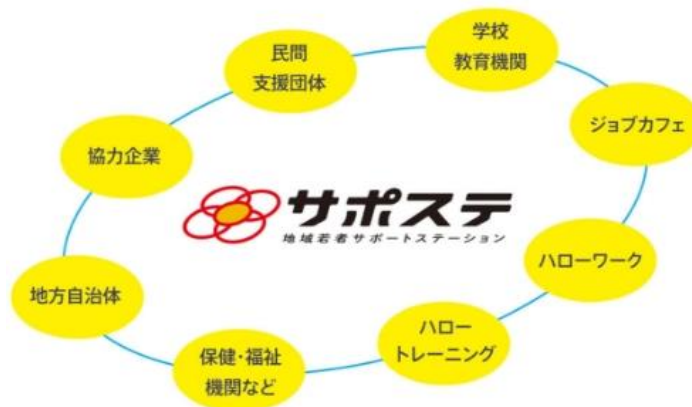 学校
教育機関
民間
支援団体
ジョブカフェ
協力企業
サポステ
地域若者サポートステーション
ハローワーク
地方自治体
ハロー
トレーニング
保健・福祉
機関など